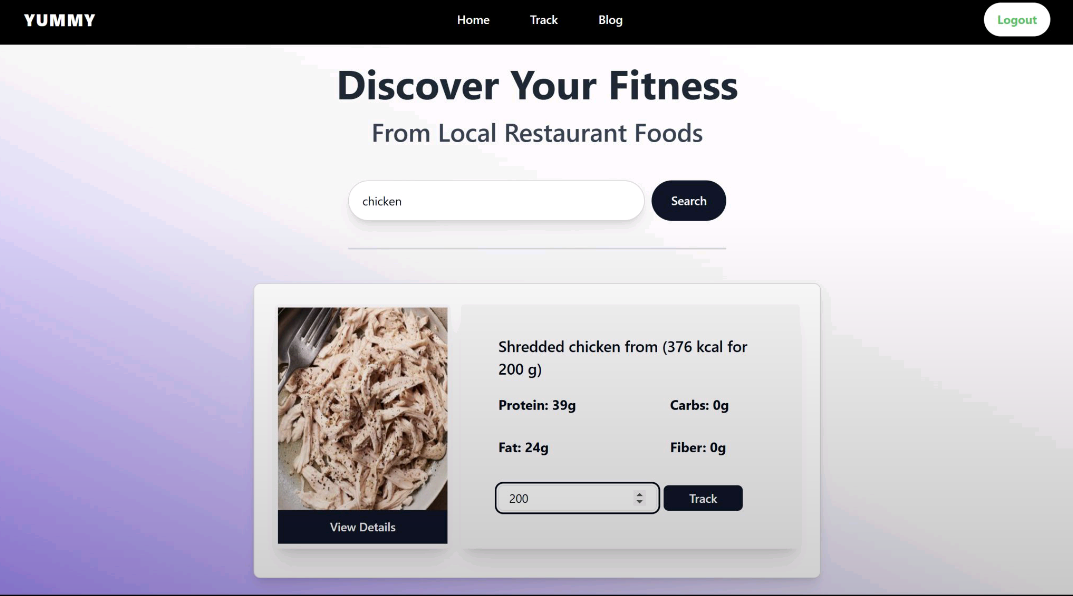 YUMMY
Home
Track
Blog
Logout
Discover Your Fitness
From Local Restaurant Foods
chicken
Search
Shredded chicken from (376 kcal for
200 g)
Protein: 39g
Carbs: 0g
Fat: 24g
Fiber: 0g
200
Track
View Details